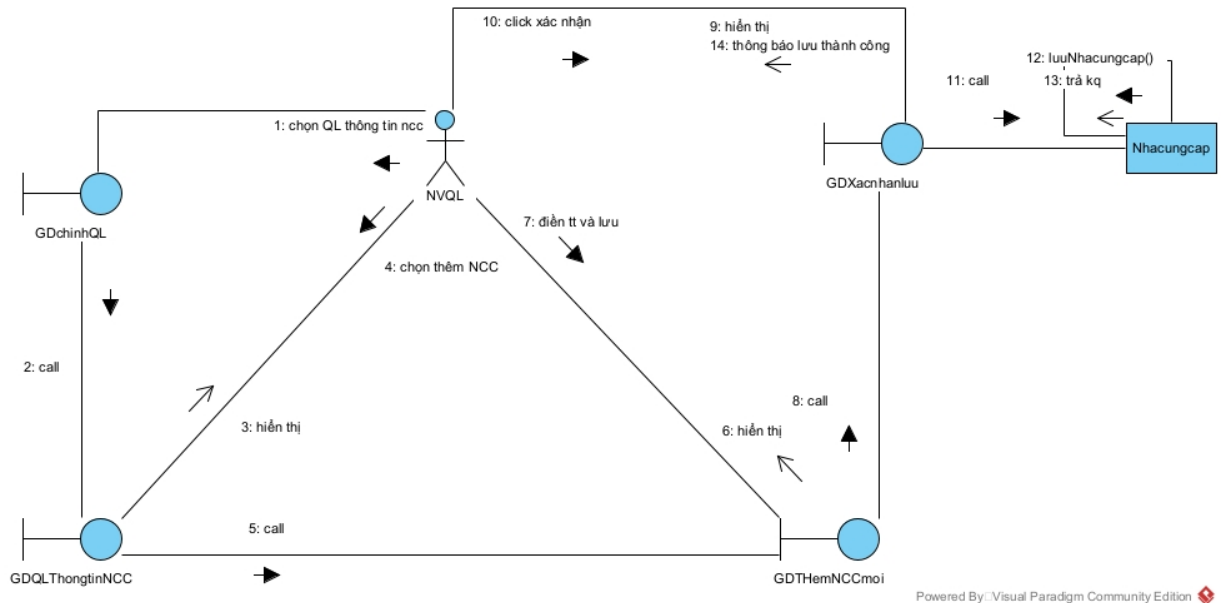 10: click xác nhận
9: hiển thị
14: thông báo lưu thành công
12: luuNhacungcap()
13: trả kq
11: call
1: chọn QL thông tin ncc
Nhacungcap
GDXacnhanluu
NVQL
GDchinhQL
7: điền tt và lưu
4: chọn thêm NCC
2: call
8: call
3: hiển thị
6: hiển thị
5: call
GDQLThongtinNCC
GDTHemNCCmoi
Powered By Visual Paradigm Community Edition